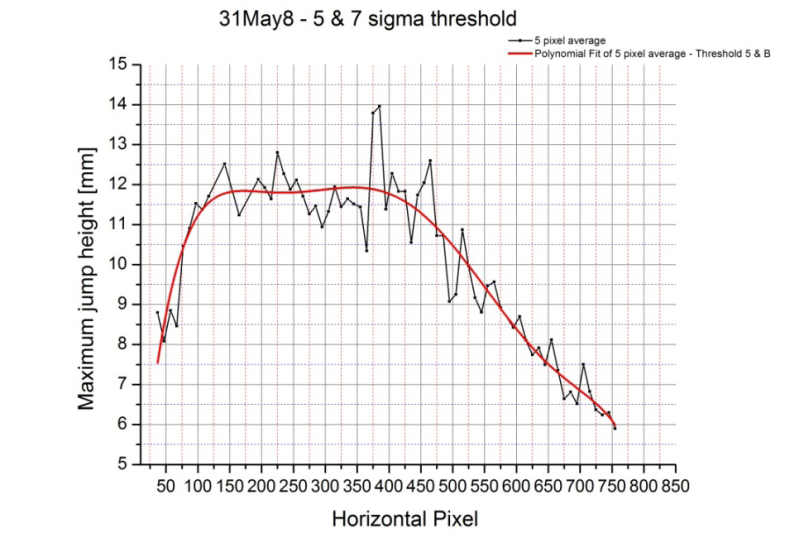 31May8 - 5 & 7 sigma threshold
5 pixel average
Polynomial Fit of 5 pixel average - Threshold 5 & B
15
14
13
12
11
10
9
8
7
6
5
Maximum jump height [mm]
50 100 150 200 250 300 350 400 450 500 550 600 650 700 750 800 850
Horizontal Pixel